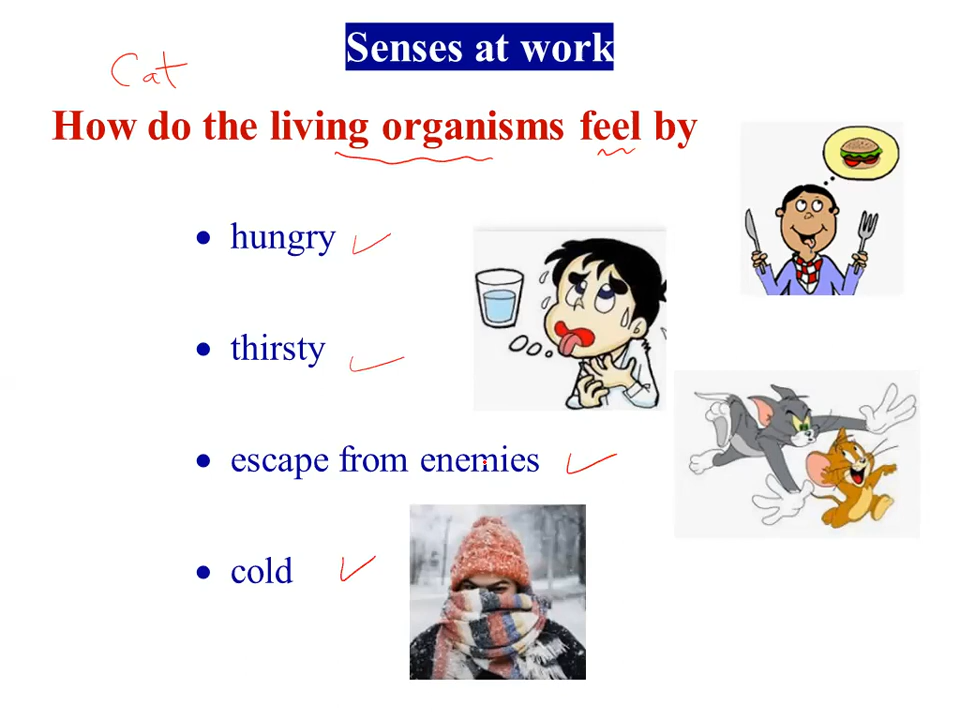 Senses at work
Cat
How do the living organisms feel by
• hungry
• thirsty
• escape from enemies
• cold